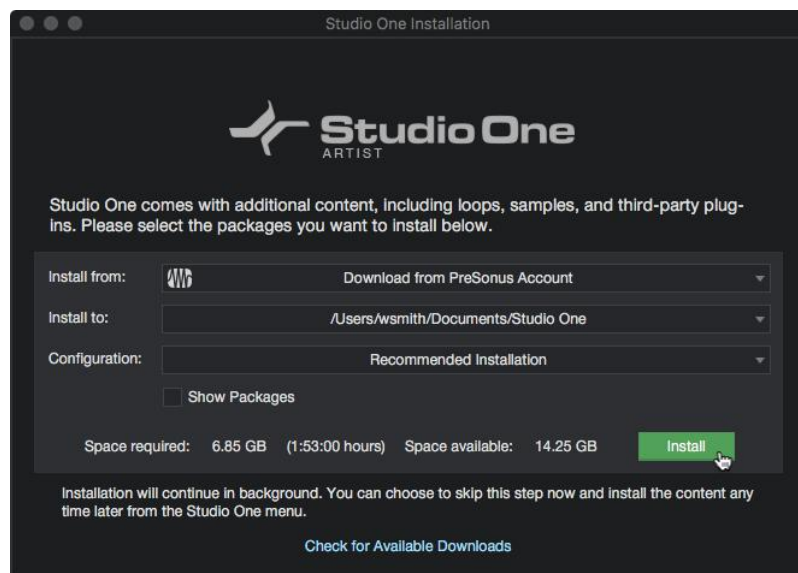 Studio One Installation
Studio One
ARTIST
Studio One comes with additional content, including loops, samples, and third-party plug-
ins. Please select the packages you want to install below.
Install from: Download from PreSonus Account
Install to: /Users/wsmith/Documents/Studio One
Configuration: Recommended Installation
Show Packages
Space required: 6.85 GB (1:53:00 hours) Space available: 14.25 GB Install
Installation will continue in background. You can choose to skip this step now and install the content any
time later from the Studio One menu.
Check for Available Downloads